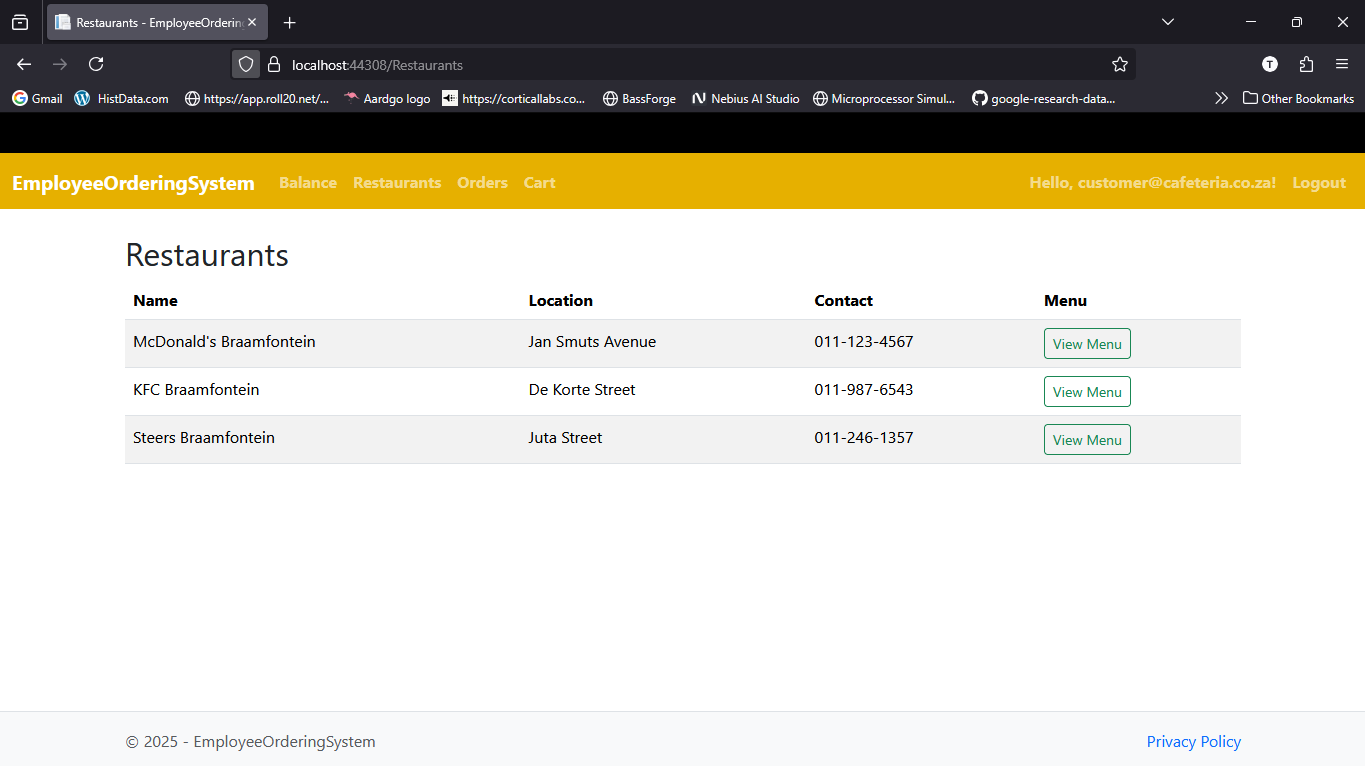 Restaurants - EmployeeOrdering
localhost:44308/Restaurants
T
Gmail HistData.com https://app.roll20.net/... Aardgo logo https://corticallabs.co... BassForge Nebius AI Studio Microprocessor Simul... google-research-data... Other Bookmarks
EmployeeOrderingSystem Balance Restaurants Orders Cart Hello, customer@cafeteria.co.za! Logout
Restaurants
Name Location Contact Menu
McDonald's Braamfontein Jan Smuts Avenue 011-123-4567 View Menu
KFC Braamfontein De Korte Street 011-987-6543 View Menu
Steers Braamfontein Juta Street 011-246-1357 View Menu
© 2025 - EmployeeOrderingSystem Privacy Policy